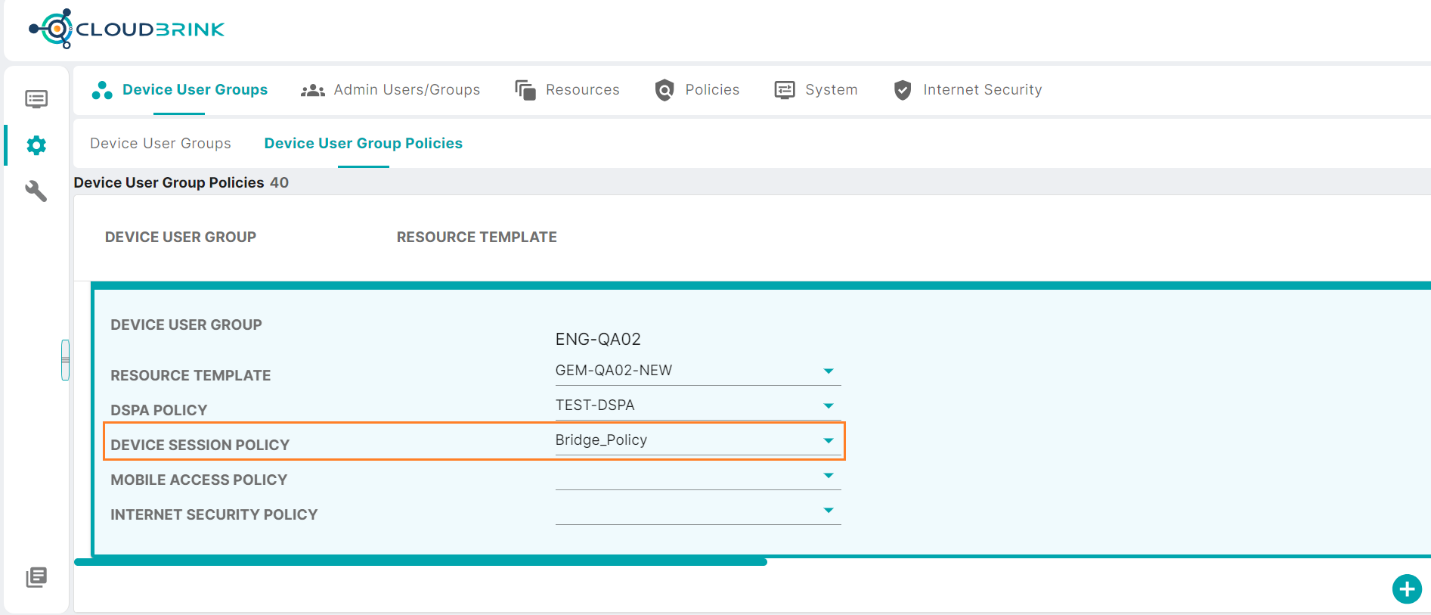 CLOUDBRINK
Device User Groups Admin Users/Groups Resources Policies System Internet Security
Device User Groups Device User Group Policies
Device User Group Policies 40
DEVICE USER GROUP RESOURCE TEMPLATE
DEVICE USER GROUP ENG-QA02
RESOURCE TEMPLATE GEM-QA02-NEW
DSPA POLICY TEST-DSPA
DEVICE SESSION POLICY Bridge_Policy
MOBILE ACCESS POLICY
INTERNET SECURITY POLICY